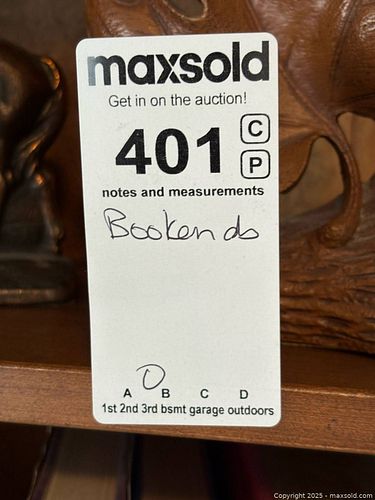 maxsold
Get in on the auction!
401 C
P
notes and measurements
Bookends
A B C D
1st 2nd 3rd bsmt garage outdoors
Copyright 2025 - maxsold.com